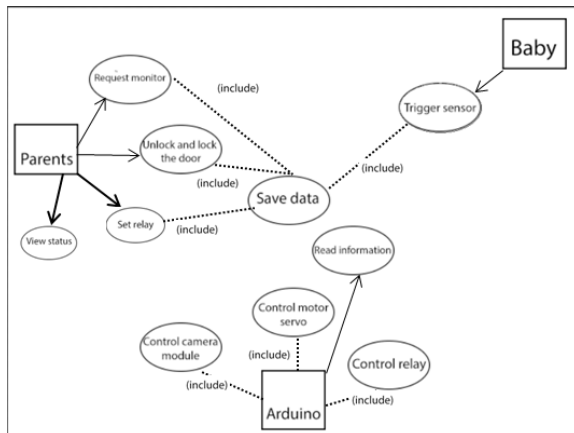 Baby
Request monitor
(include)
Trigger sensor
Parents
Unlock and lock
the door
(include)
(include)
Save data
View status
Set relay
(include)
Read information
Control motor
servo
Control camera
module
(include)
Control relay
(include)
(include)
Arduino